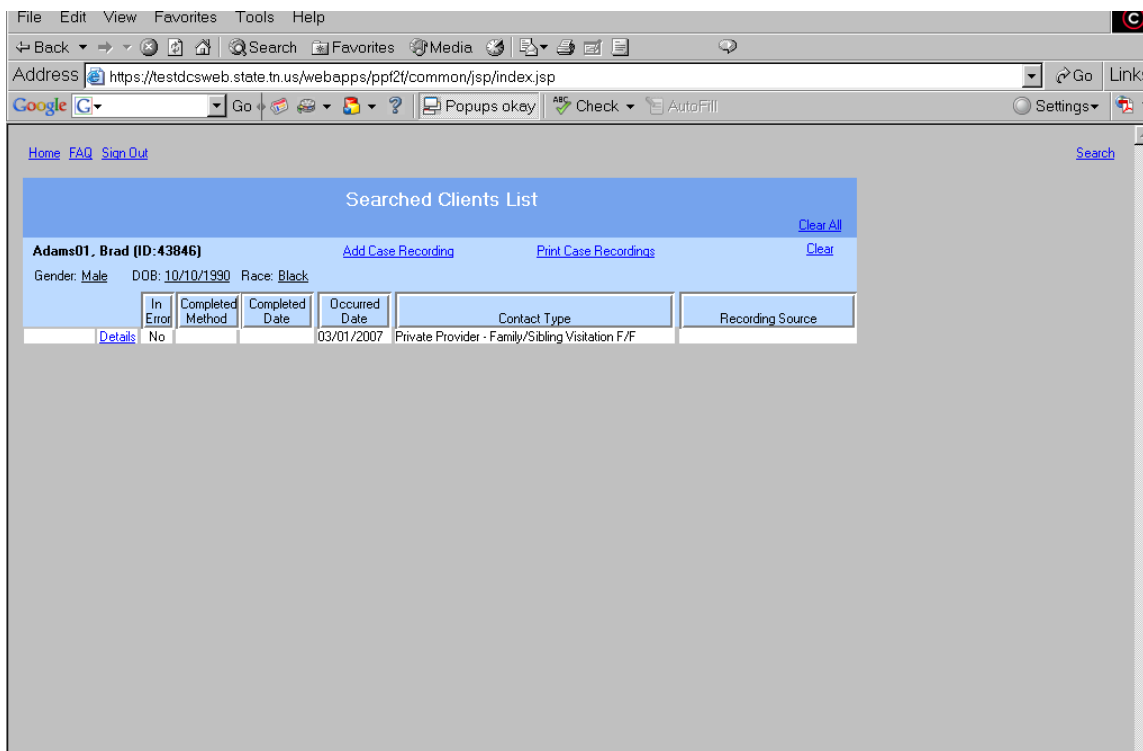 File Edit View Favorites Tools Help
Back Search Favorites Media
Address https://testdcsweb.state.tn.us/webapps/ppf2f/common/jsp/index.jsp Go Links
Google G Go Popups okay ABC Check AutoFill Settings
Home FAQ Sign Out Search
Searched Clients List
Clear All
Adams01, Brad (ID:43846) Add Case Recording Print Case Recordings Clear
Gender: Male DOB: 10/10/1990 Race: Black
In Error Completed Method Completed Date Occurred Date Contact Type Recording Source
Details No 03/01/2007 Private Provider - Family/Sibling Visitation F/F